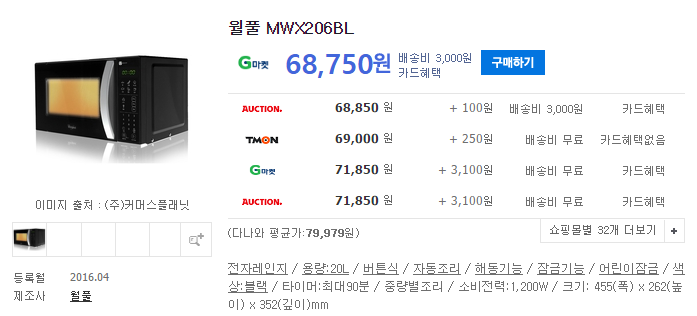 월풀 MWX206BL
G마켓 68,750원 배송비 3,000원 카드혜택 구매하기
AUCTION. 68,850 원 + 100원 배송비 3,000원 카드혜택
TMON 69,000 원 + 250원 배송비 무료 카드혜택없음
G마켓 71,850 원 + 3,100원 배송비 무료 카드혜택
AUCTION. 71,850 원 + 3,100원 배송비 무료 카드혜택
이미지 출처 : (주)커머스플래닛
(다나와 평균가:79,979원) 쇼핑몰별 32개 더보기 +
등록월 2016.04
제조사 월풀
전자레인지 / 용량:20L / 버튼식 / 자동조리 / 해동기능 / 잠금기능 / 어린이잠금 / 색
상:블랙 / 타이머:최대90분 / 중량별조리 / 소비전력:1,200W / 크기: 455(폭) x 262(높
이) x 352(깊이)mm